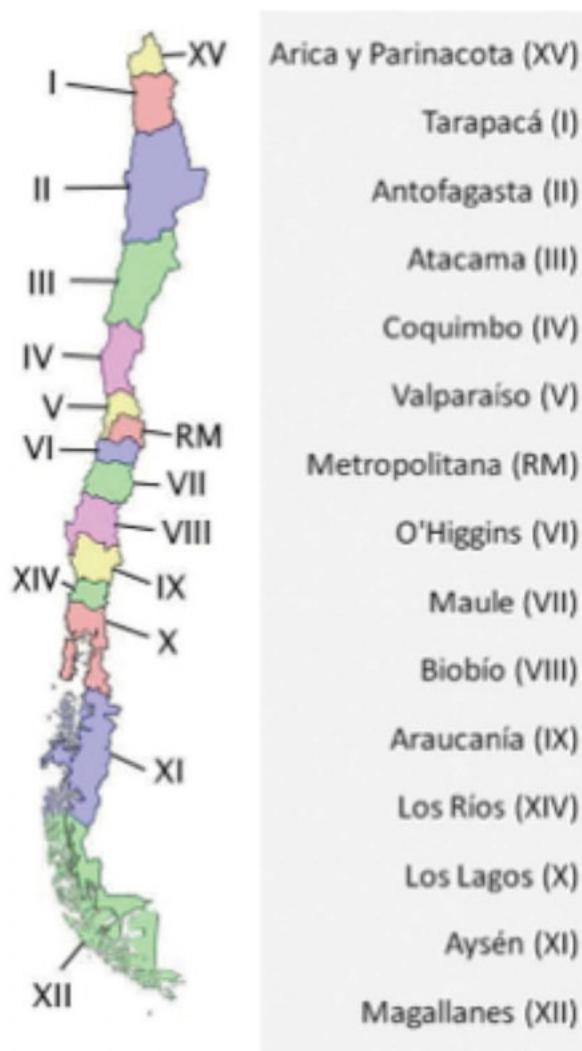 XV
I
II
III
IV
V
RM
VI
VII
VIII
XIV
IX
X
XI
XII
Arica y Parinacota (XV)
Tarapacá (I)
Antofagasta (II)
Atacama (III)
Coquimbo (IV)
Valparaíso (V)
Metropolitana (RM)
O'Higgins (VI)
Maule (VII)
Biobío (VIII)
Araucanía (IX)
Los Ríos (XIV)
Los Lagos (X)
Aysén (XI)
Magallanes (XII)